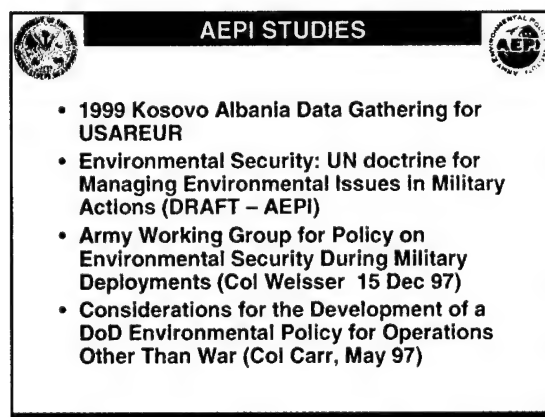 AEPI STUDIES
AEPI
• 1999 Kosovo Albania Data Gathering for
USAREUR
• Environmental Security: UN doctrine for
Managing Environmental Issues in Military
Actions (DRAFT – AEPI)
• Army Working Group for Policy on
Environmental Security During Military
Deployments (Col Weisser 15 Dec 97)
• Considerations for the Development of a
DoD Environmental Policy for Operations
Other Than War (Col Carr, May 97)